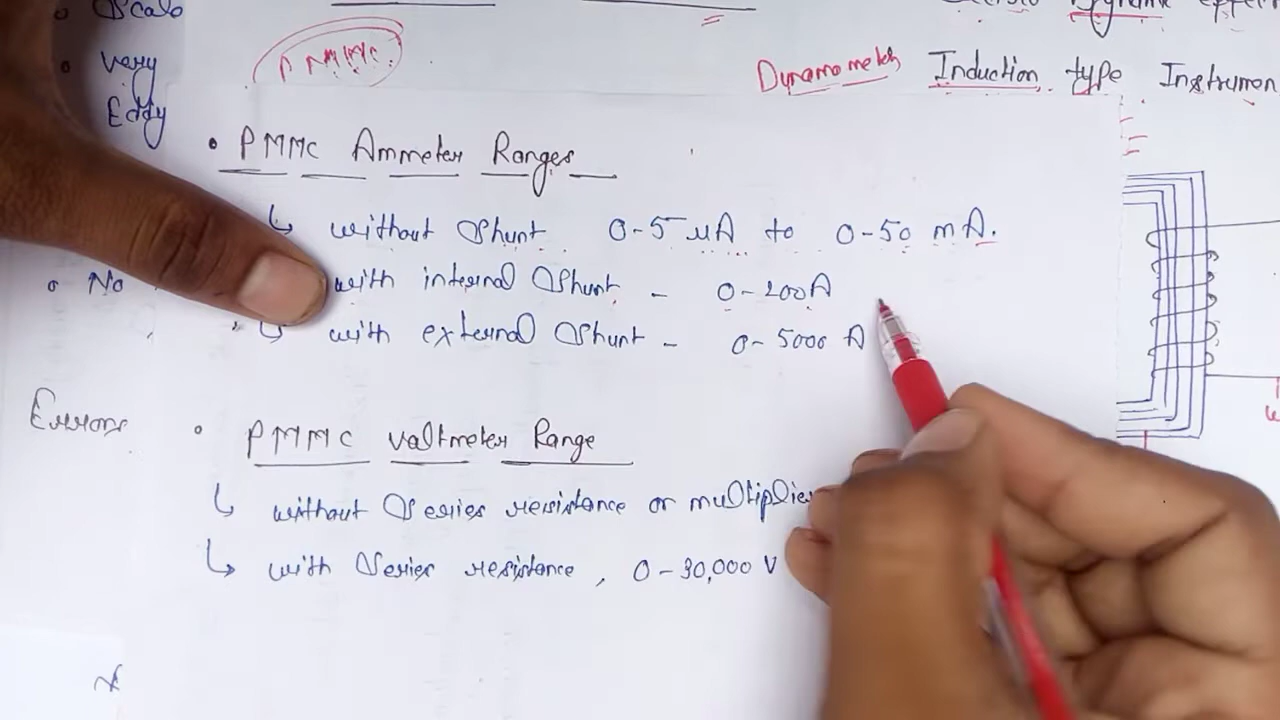 Scale
Very
Eddy
PMMC
Dynamometer Induction type Instrumen
• PMMC Ammeter Ranges
↳ without Shunt 0-5 μA to 0-50 mA.
with internal Shunt - 0-200A
↳ with external Shunt - 0-5000 A
• No
Errors
• PMMC Voltmeter Range
↳ without Series resistance or multiplier
↳ with Series resistance, 0-30,000 V